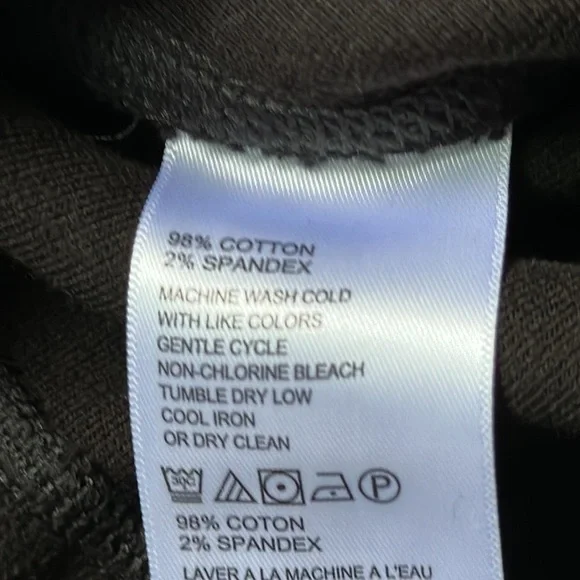 98% COTTON
2% SPANDEX
MACHINE WASH COLD
WITH LIKE COLORS
GENTLE CYCLE
NON-CHLORINE BLEACH
TUMBLE DRY LOW
COOL IRON
OR DRY CLEAN
30C P
98% COTON
2% SPANDEX
LAVER A LA MACHINE A L'EAU